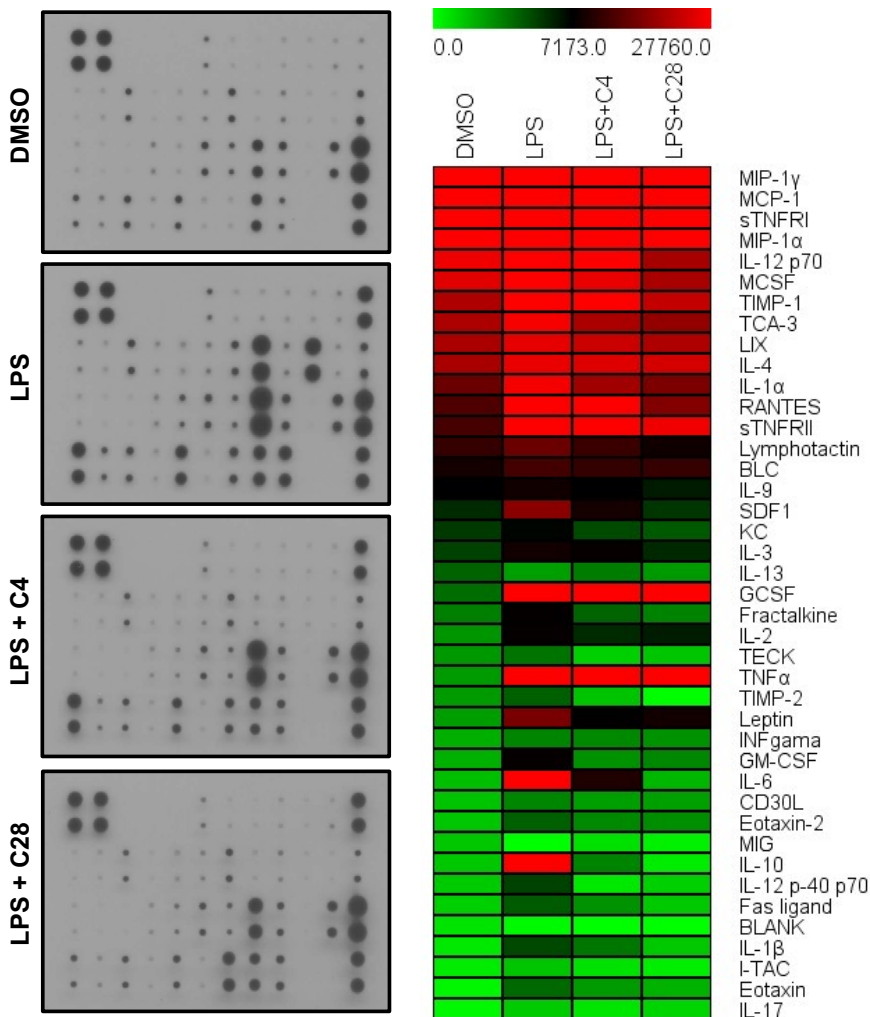 DMSO
LPS
LPS + C4
LPS + C28
0.0 7173.0 27760.0
DMSO
LPS
LPS+C4
LPS+C28
MIP-1γ
MCP-1
sTNFRI
MIP-1α
IL-12 p70
MCSF
TIMP-1
TCA-3
LIX
IL-4
IL-1α
RANTES
sTNFRII
Lymphotactin
BLC
IL-9
SDF1
KC
IL-3
IL-13
GCSF
Fractalkine
IL-2
TECK
TNFα
TIMP-2
Leptin
INFgama
GM-CSF
IL-6
CD30L
Eotaxin-2
MIG
IL-10
IL-12 p-40 p70
Fas ligand
BLANK
IL-1β
I-TAC
Eotaxin
IL-17